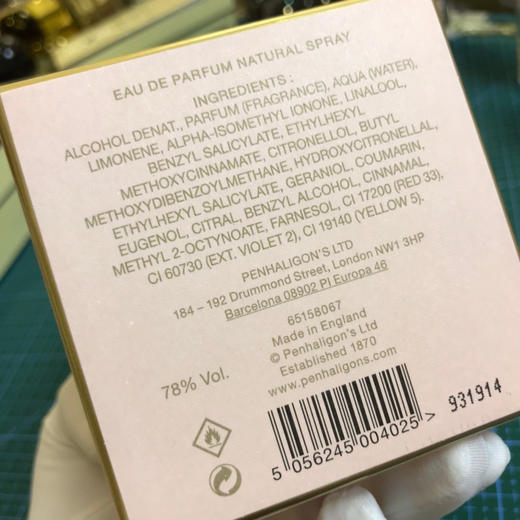 EAU DE PARFUM NATURAL SPRAY
INGREDIENTS:
ALCOHOL DENAT., PARFUM (FRAGRANCE), AQUA (WATER),
LIMONENE, ALPHA-ISOMETHYL IONONE, LINALOOL,
BENZYL SALICYLATE, ETHYLHEXYL
METHOXYCINNAMATE, CITRONELLOL, BUTYL
METHOXYDIBENZOYLMETHANE, HYDROXYCITRONELLAL,
ETHYLHEXYL SALICYLATE, GERANIOL, COUMARIN,
EUGENOL, CITRAL, BENZYL ALCOHOL, CINNAMAL,
METHYL 2-OCTYNOATE, FARNESOL, CI 17200 (RED 33),
CI 60730 (EXT. VIOLET 2), CI 19140 (YELLOW 5).
PENHALIGON'S LTD
184 – 192 Drummond Street, London NW1 3HP
Barcelona 08902 Pl Europa 46
65158067
Made in England
© Penhaligon's Ltd
Established 1870
www.penhaligons.com
78% Vol.
5 056245 004025 >
931914